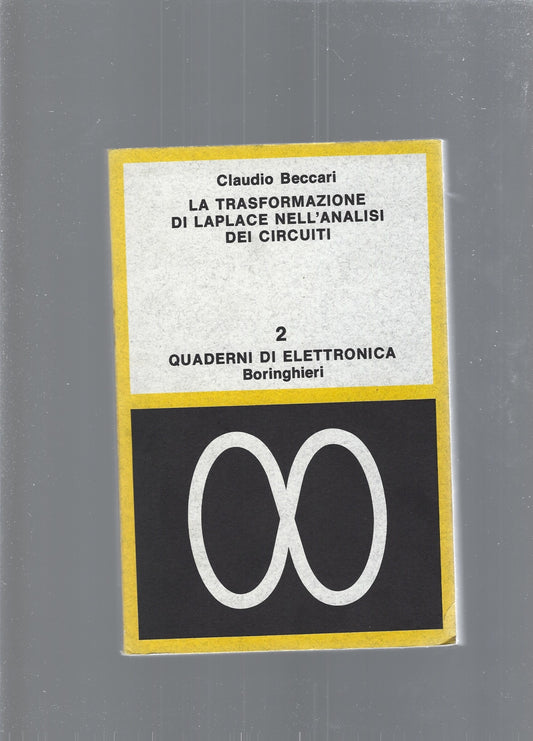 Claudio Beccari
LA TRASFORMAZIONE
DI LAPLACE NELL'ANALISI
DEI CIRCUITI
2
QUADERNI DI ELETTRONICA
Boringhieri